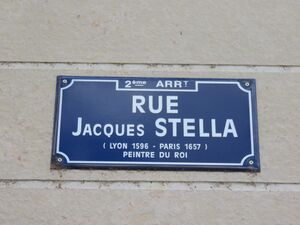 2ème ARRT
RUE
JACQUES STELLA
( LYON 1596 - PARIS 1657 )
PEINTRE DU ROI